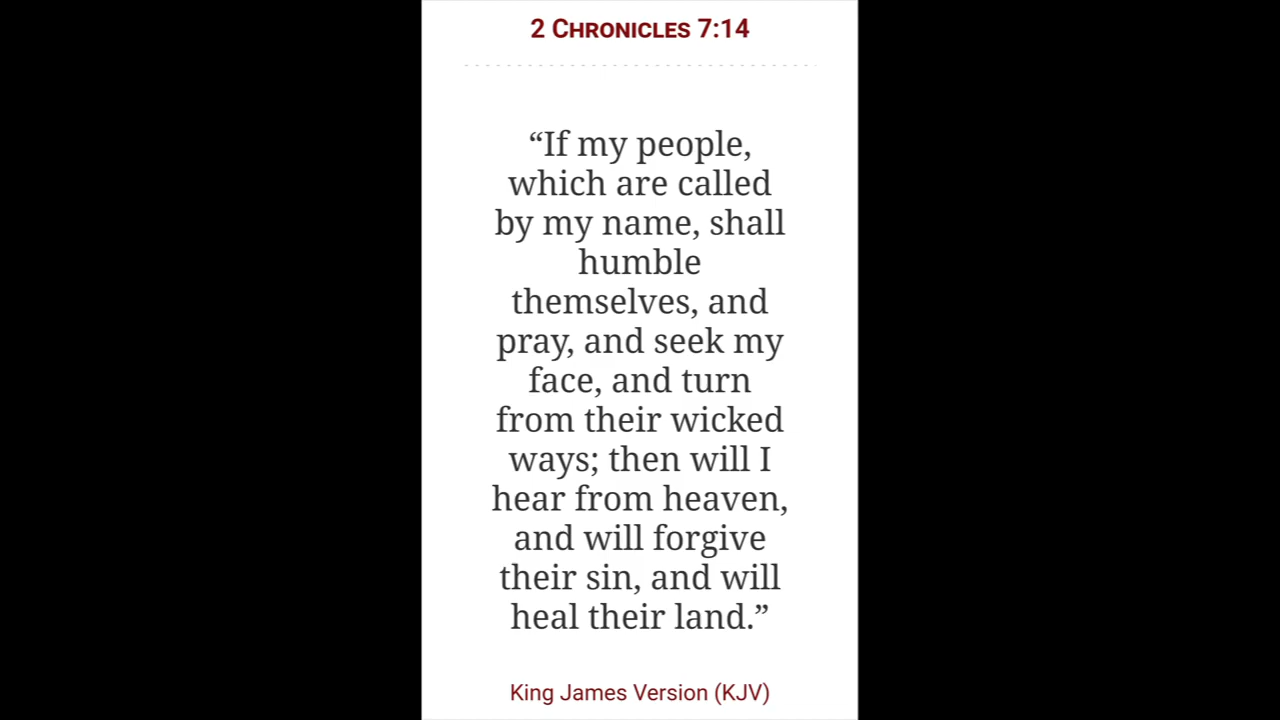 2 Chronicles 7:14
“If my people,
which are called
by my name, shall
humble
themselves, and
pray, and seek my
face, and turn
from their wicked
ways; then will I
hear from heaven,
and will forgive
their sin, and will
heal their land.”
King James Version (KJV)